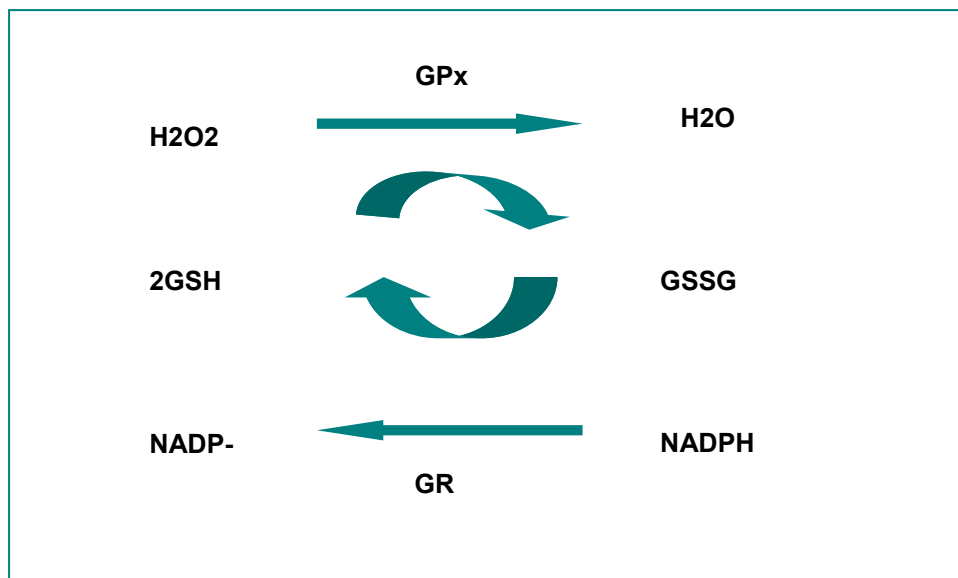 GPx
H2O2
H2O
2GSH
GSSG
NADP-
NADPH
GR